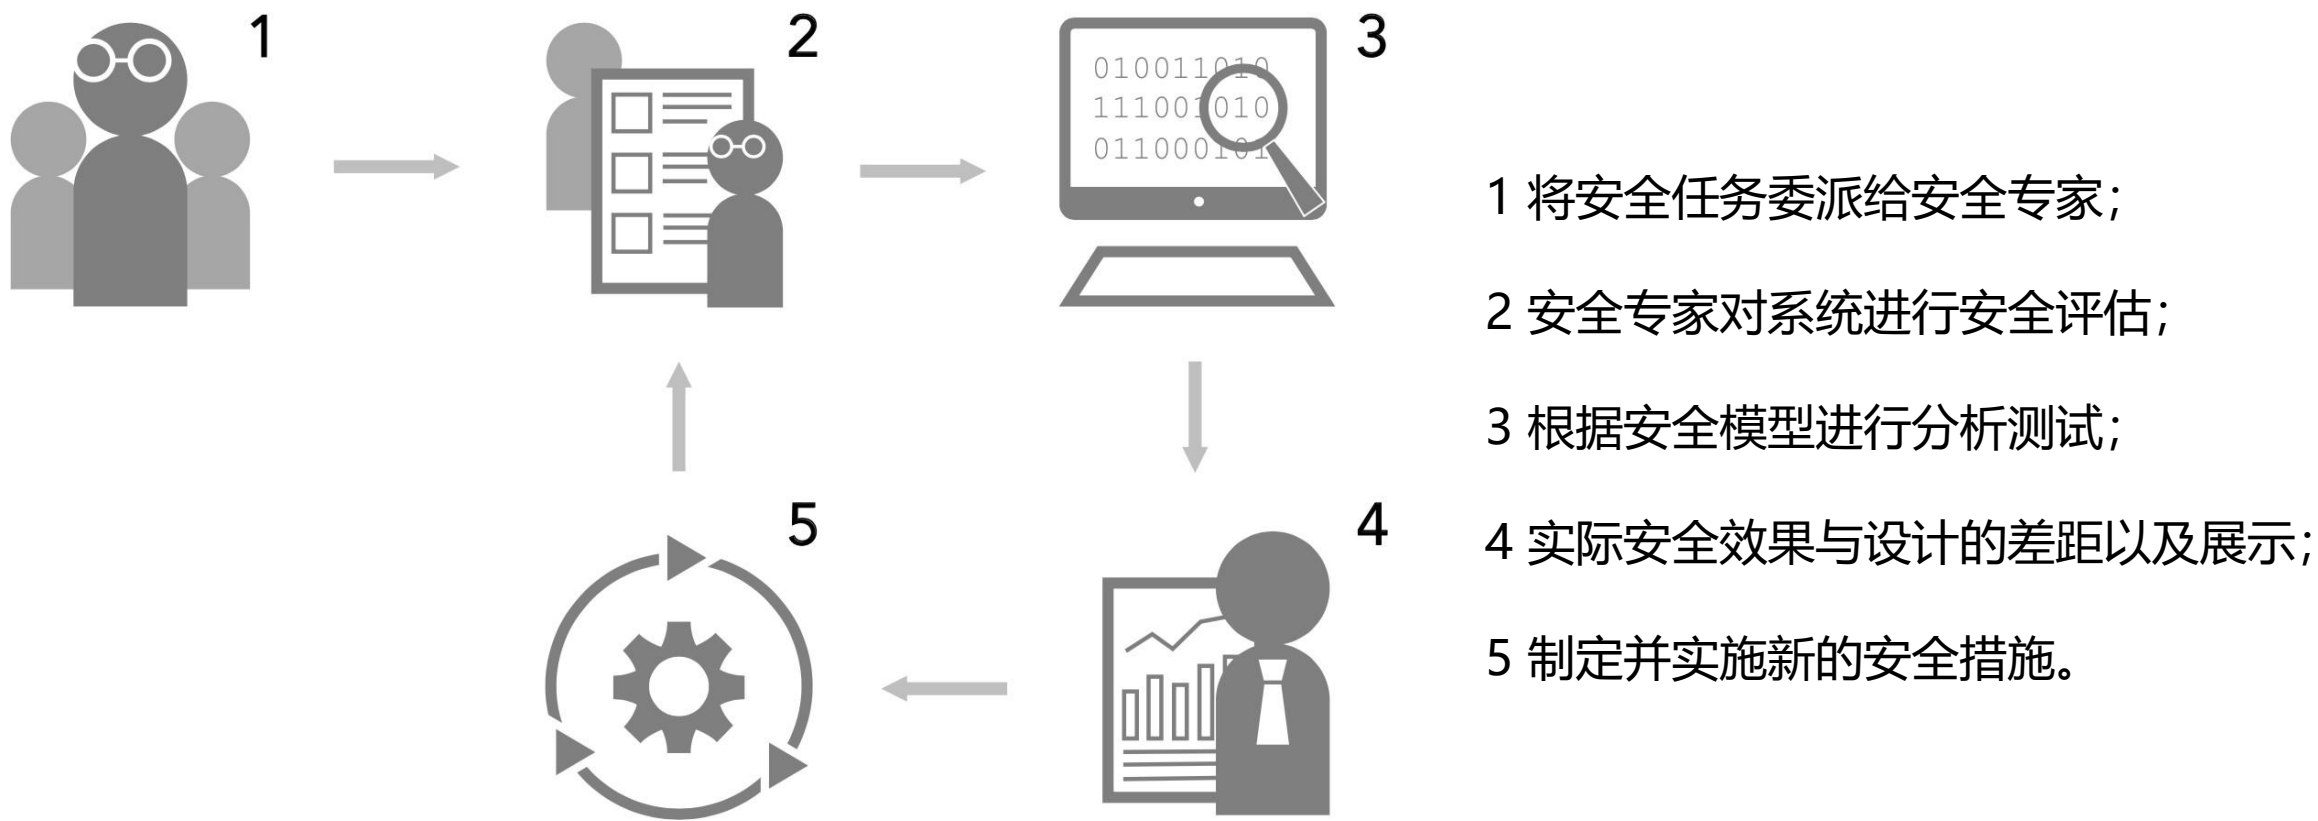 1
2
3
010011010
111001010
011000101
5
4
1 将安全任务委派给安全专家；
2 安全专家对系统进行安全评估；
3 根据安全模型进行分析测试；
4 实际安全效果与设计的差距以及展示；
5 制定并实施新的安全措施。